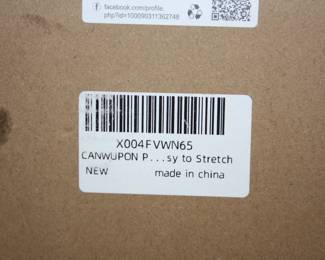 facebook.com/profile.
php?id=100090311362748
X004FVWN65
CANWUPON P...sy to Stretch
NEW made in china